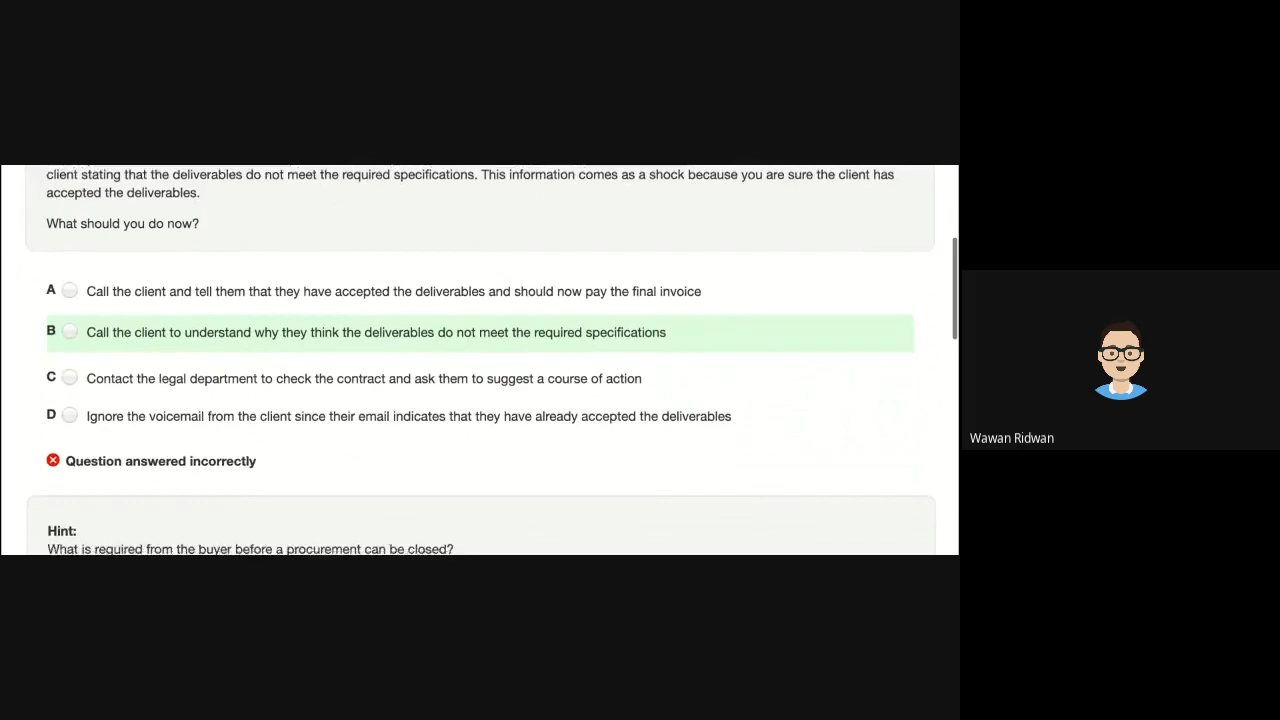 client stating that the deliverables do not meet the required specifications. This information comes as a shock because you are sure the client has
accepted the deliverables.
What should you do now?
A Call the client and tell them that they have accepted the deliverables and should now pay the final invoice
B Call the client to understand why they think the deliverables do not meet the required specifications
C Contact the legal department to check the contract and ask them to suggest a course of action
D Ignore the voicemail from the client since their email indicates that they have already accepted the deliverables
Question answered incorrectly
Hint:
What is required from the buyer before a procurement can be closed?
Wawan Ridwan